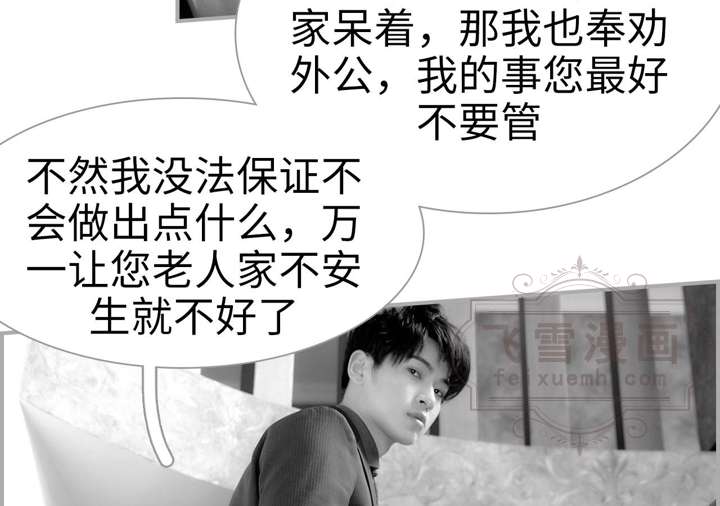 家呆着，那我也奉劝
外公，我的事您最好
不要管
不然我没法保证不
会做出点什么，万
一让您老人家不安
生就不好了
飞雪漫画
feixuemh.com